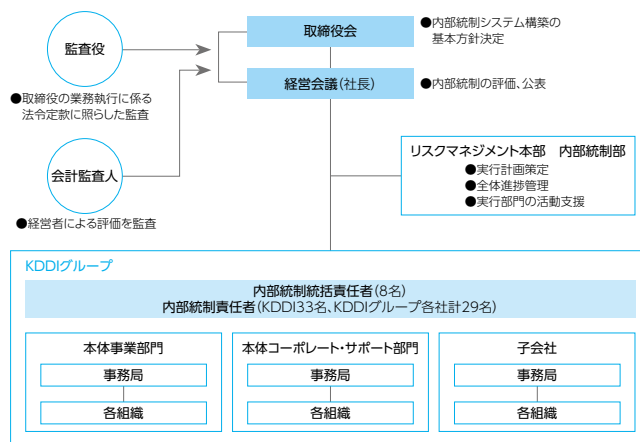 監査役
●取締役の業務執行に係る
法令定款に照らした監査
会計監査人
●経営者による評価を監査
取締役会
●内部統制システム構築の
基本方針決定
経営会議(社長)
●内部統制の評価、公表
リスクマネジメント本部　内部統制部
●実行計画策定
●全体進捗管理
●実行部門の活動支援
KDDIグループ
内部統制統括責任者(8名)
内部統制責任者(KDDI33名、KDDIグループ各社計29名)
本体事業部門
事務局
各組織
本体コーポレート・サポート部門
事務局
各組織
子会社
事務局
各組織